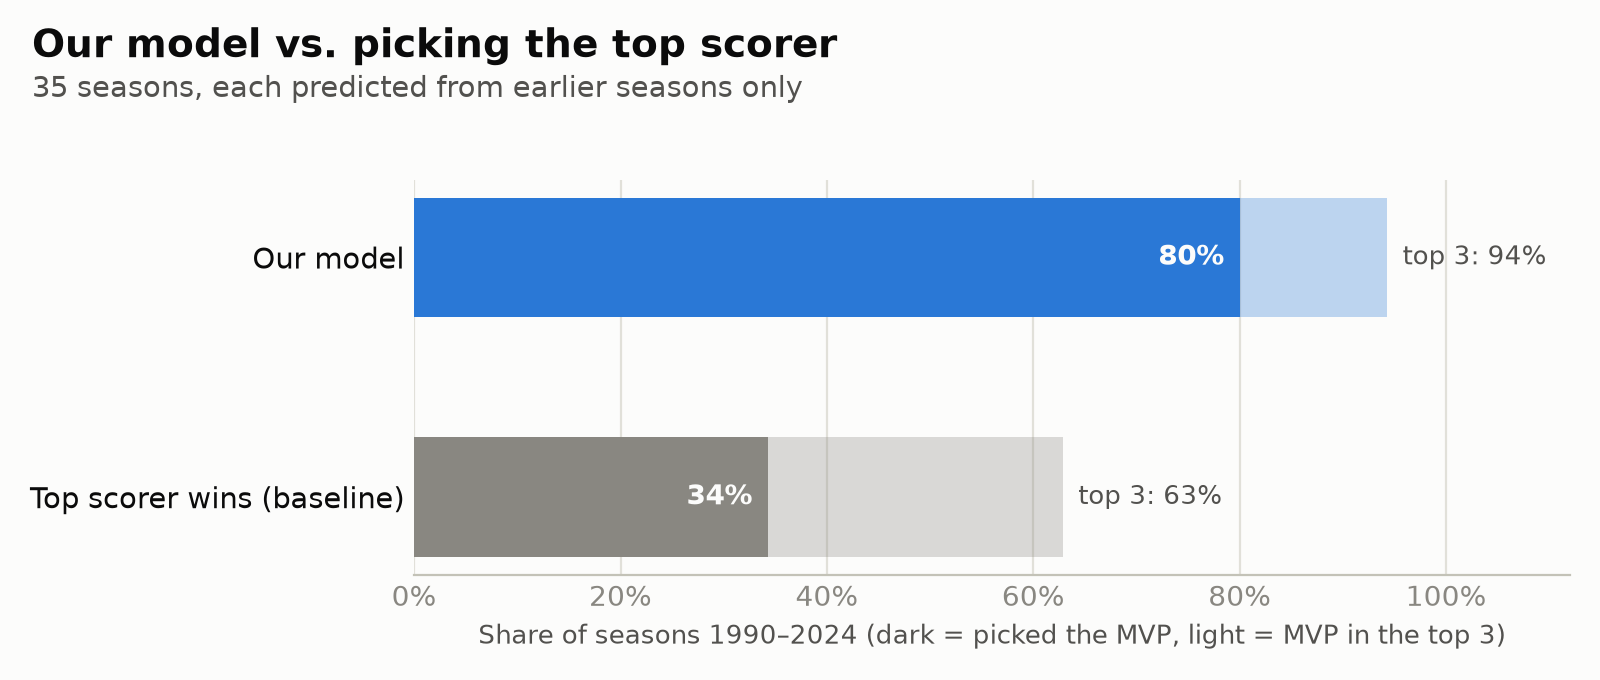 Our model vs. picking the top scorer
35 seasons, each predicted from earlier seasons only
Our model
80%
top 3: 94%
Top scorer wins (baseline)
34%
top 3: 63%
0% 20% 40% 60% 80% 100%
Share of seasons 1990–2024 (dark = picked the MVP, light = MVP in the top 3)